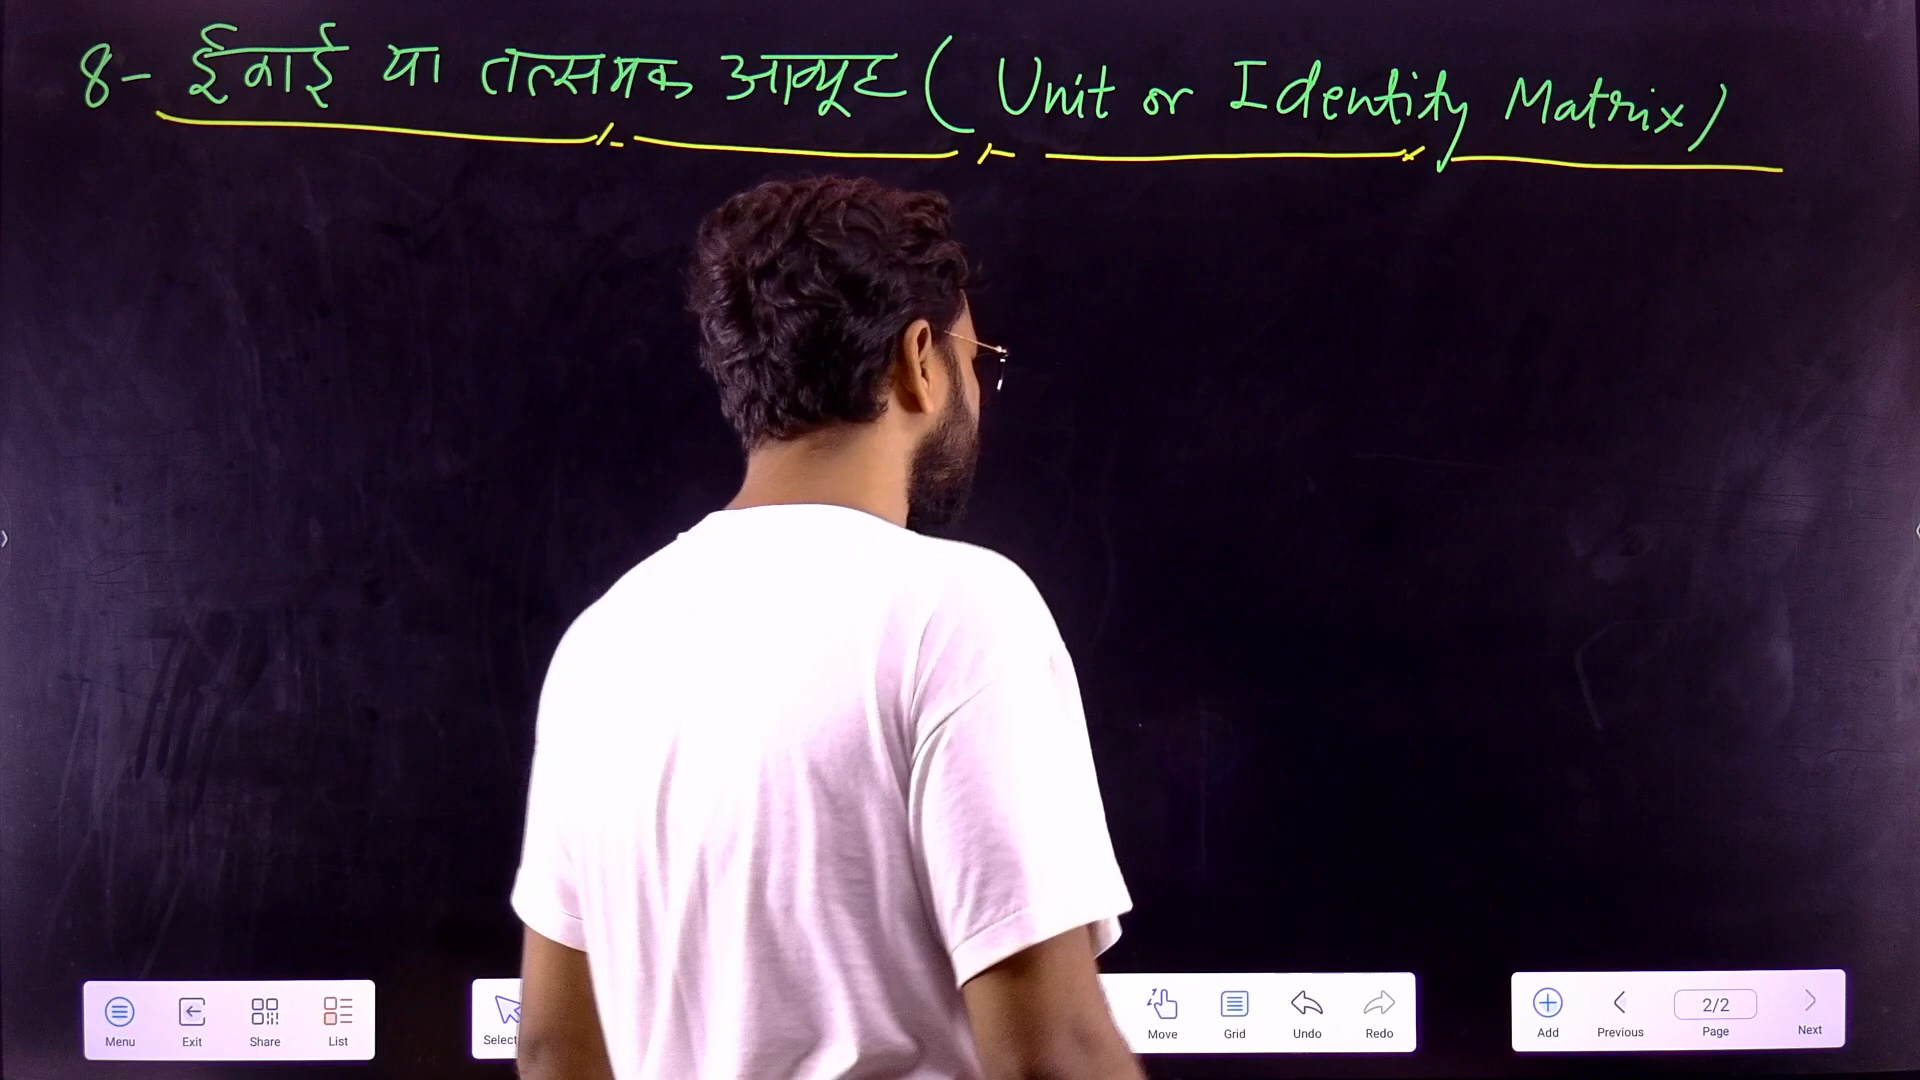 8- ईकाई या तत्समक आव्यूह ( Unit or Identity Matrix)
Menu Exit Share List Select Move Grid Undo Redo Add Previous 2/2 Page Next